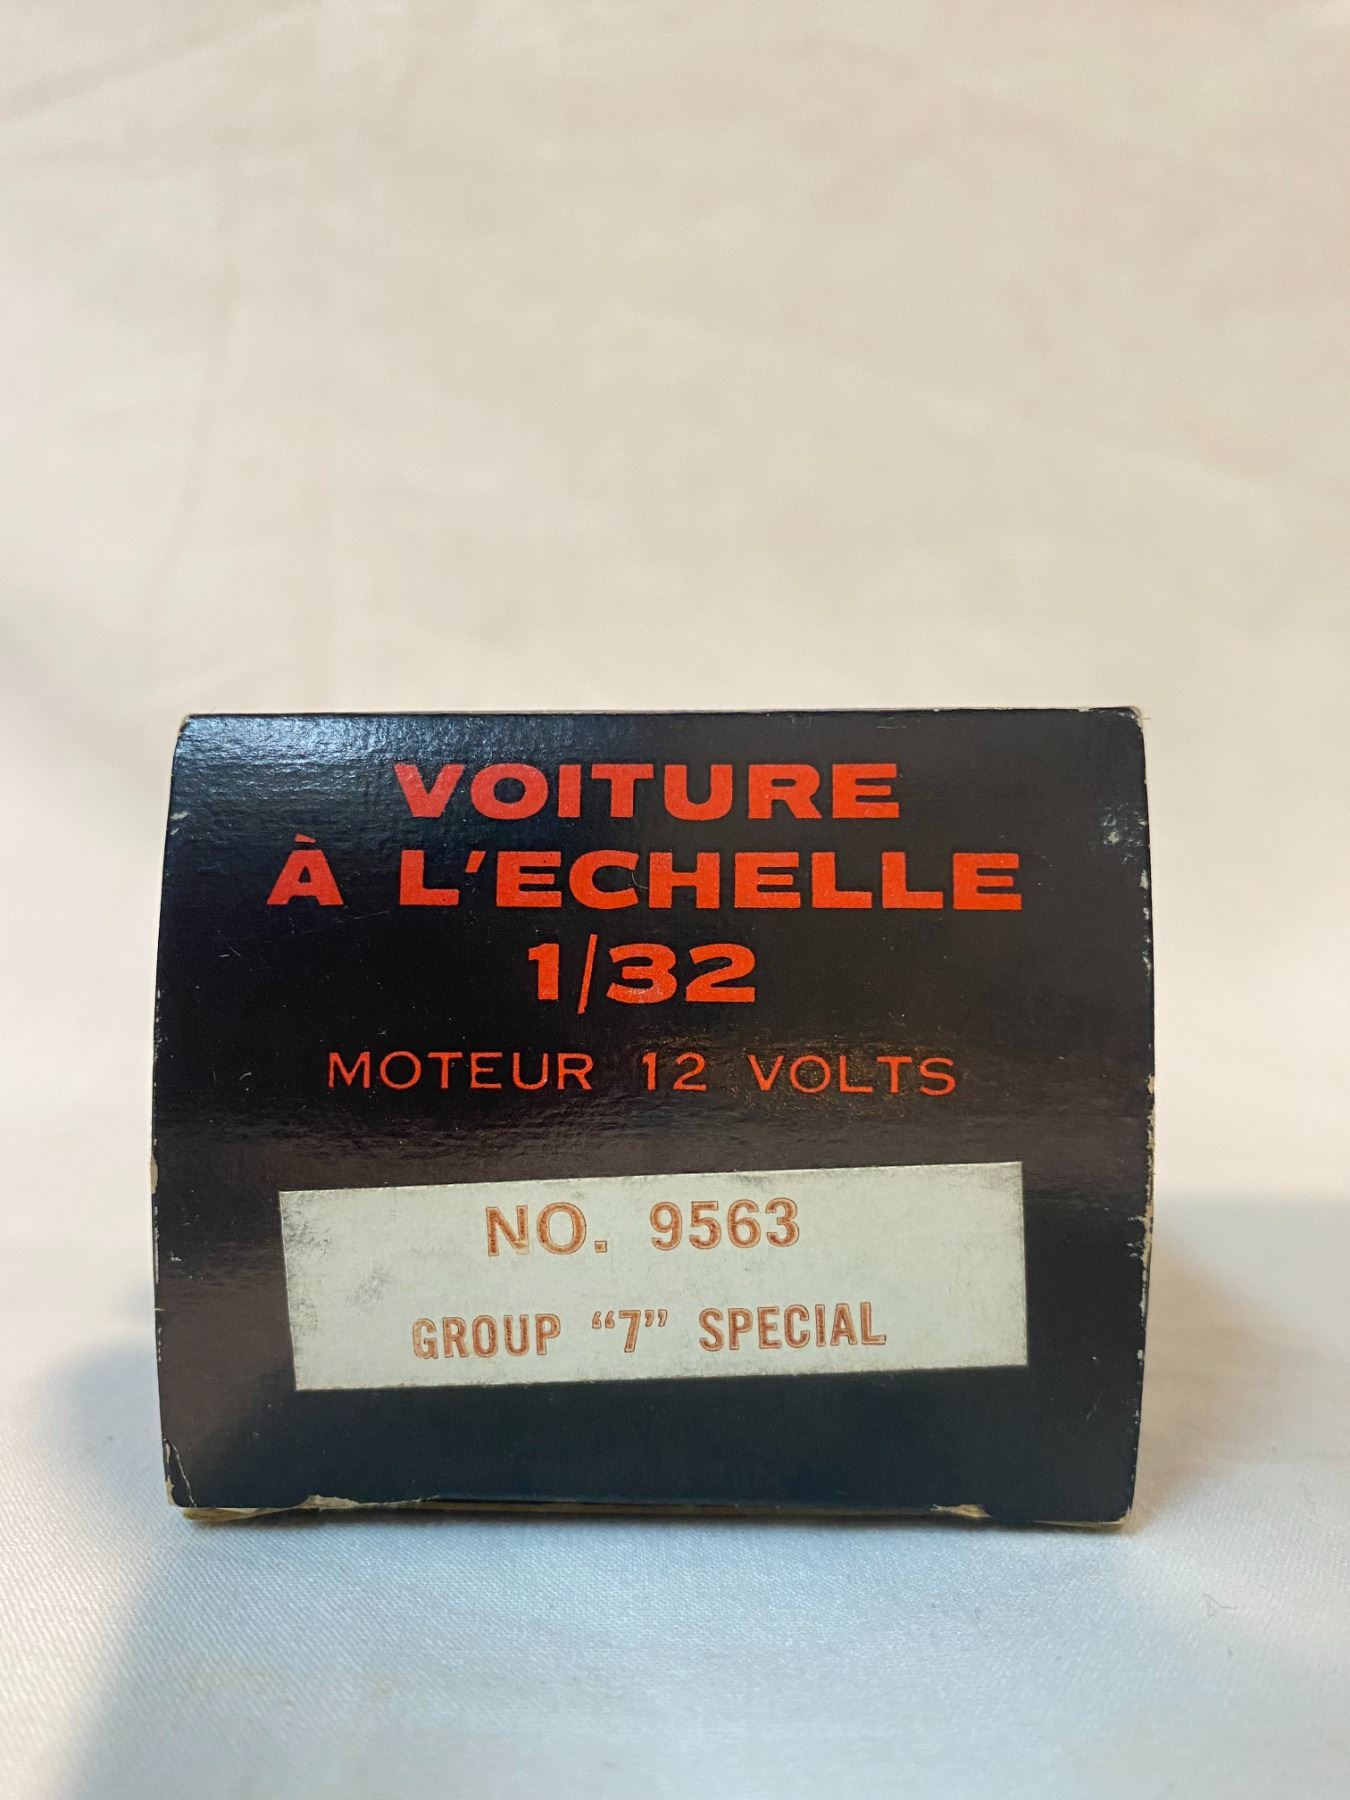 VOITURE
À L'ECHELLE
1/32
MOTEUR 12 VOLTS
NO. 9563
GROUP “7” SPECIAL